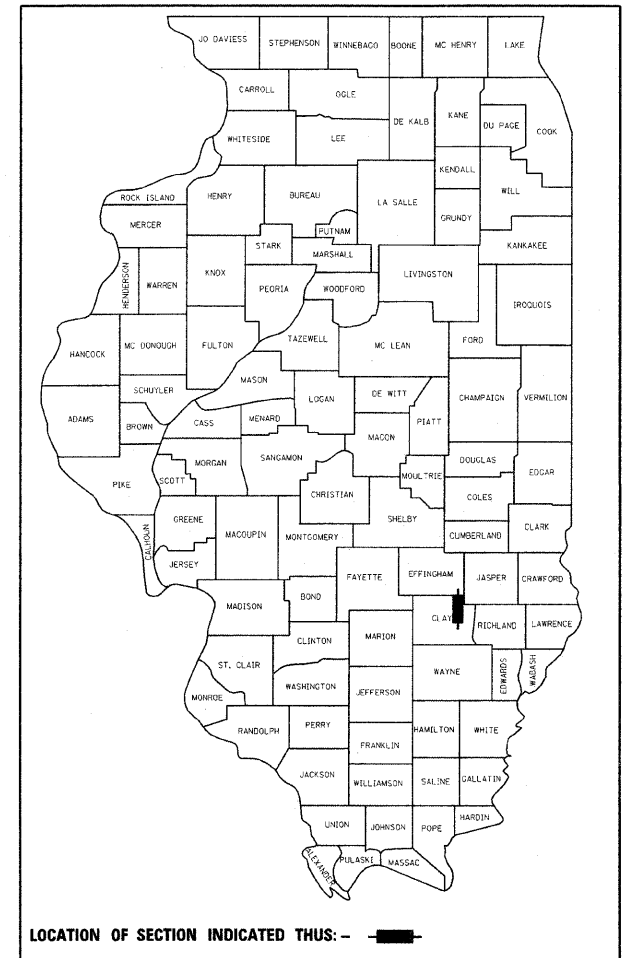 JO DAVIESS STEPHENSON WINNEBAGO BOONE MC HENRY LAKE
CARROLL OGLE DE KALB KANE DU PAGE COOK
WHITESIDE LEE
KENDALL WILL
ROCK ISLAND HENRY BUREAU LA SALLE GRUNDY
MERCER STARK PUTNAM KANKAKEE
MARSHALL
HENDERSON WARREN KNOX PEORIA WOODFORD LIVINGSTON IROQUOIS
HANCOCK MC DONOUGH FULTON TAZEWELL MC LEAN FORD
SCHUYLER MASON
ADAMS BROWN CASS MENARD LOGAN DE WITT PIATT CHAMPAIGN VERMILION
MACON
PIKE SCOTT MORGAN SANGAMON CHRISTIAN MOULTRIE DOUGLAS EDGAR
COLES
CALHOUN GREENE MACOUPIN MONTGOMERY SHELBY CUMBERLAND CLARK
JERSEY
MADISON BOND FAYETTE EFFINGHAM JASPER CRAWFORD
CLINTON MARION CLAY RICHLAND LAWRENCE
ST. CLAIR WASHINGTON WAYNE EDWARDS WABASH
MONROE JEFFERSON
RANDOLPH PERRY HAMILTON WHITE
FRANKLIN
JACKSON WILLIAMSON SALINE GALLATIN
UNION JOHNSON POPE HARDIN
ALEXANDER PULASKI MASSAC
LOCATION OF SECTION INDICATED THUS: –